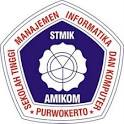 SEKOLAH TINGGI MANAJEMEN INFORMATIKA DAN KOMPUTER
STMIK
AMIKOM
PURWOKERTO